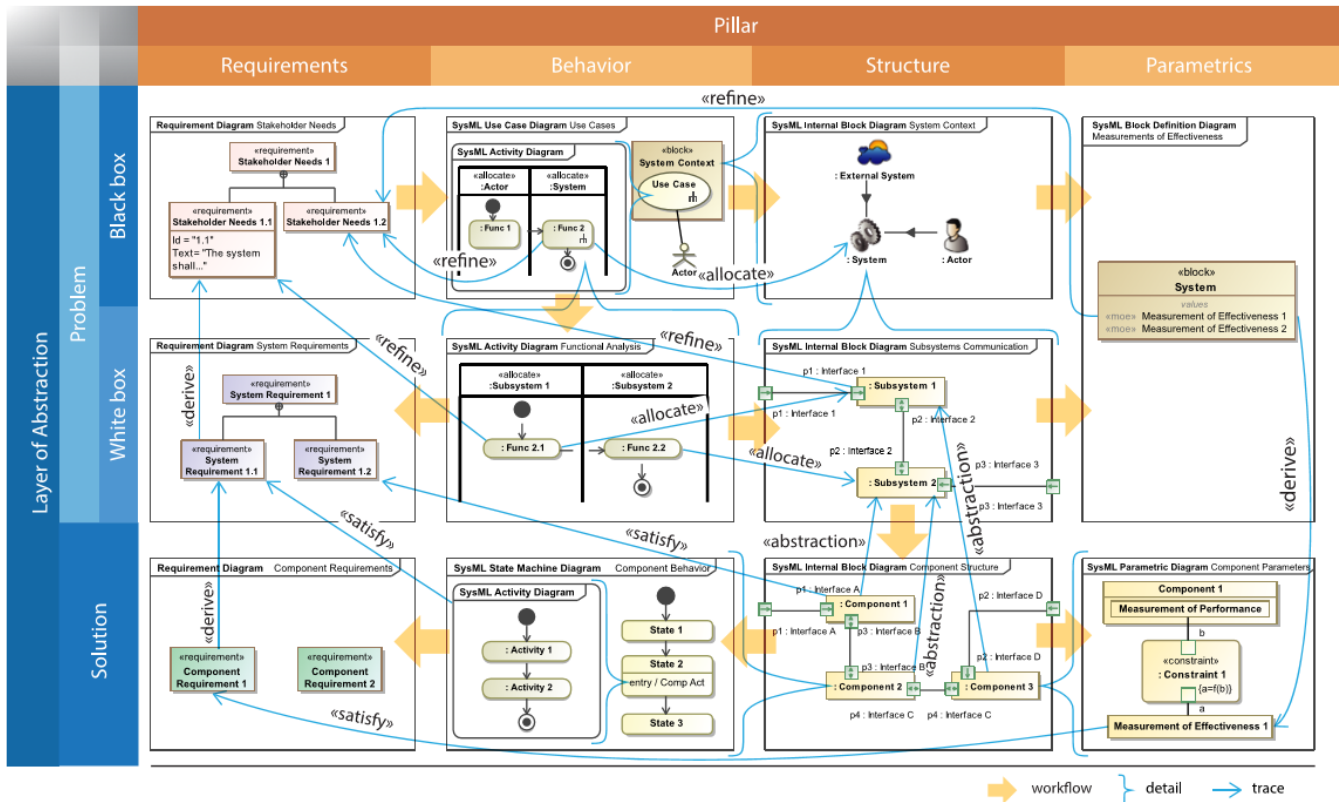 Pillar
Requirements
Behavior
Structure
Parametrics
Layer of Abstraction
Problem
Black box
White box
Solution
«refine»
Requirement Diagram Stakeholder Needs
«requirement»
Stakeholder Needs 1
«requirement»
Stakeholder Needs 1.1
Id = "1.1"
Text= "The system
shall..."
«requirement»
Stakeholder Needs 1.2
SysML Use Case Diagram Use Cases
SysML Activity Diagram
«allocate»
:Actor
«allocate»
:System
: Func 1
: Func 2
«block»
System Context
Use Case
Actor
«refine»
«allocate»
SysML Internal Block Diagram System Context
: External System
: System
: Actor
SysML Block Definition Diagram
Measurements of Effectiveness
«block»
System
values
«moe» Measurement of Effectiveness 1
«moe» Measurement of Effectiveness 2
Requirement Diagram System Requirements
«requirement»
System Requirement 1
«requirement»
System
Requirement 1.1
«requirement»
System
Requirement 1.2
«derive»
«refine»
SysML Activity Diagram Functional Analysis
«allocate»
:Subsystem 1
«allocate»
:Subsystem 2
: Func 2.1
: Func 2.2
«refine»
«allocate»
«allocate»
SysML Internal Block Diagram Subsystems Communication
p1 : Interface 1
: Subsystem 1
p1 : Interface 1
p2 : Interface 2
p2 : Interface 2
p3 : Interface 3
: Subsystem 2
p3 : Interface 3
«abstraction»
«derive»
«satisfy»
«satisfy»
«abstraction»
Requirement Diagram Component Requirements
«derive»
«requirement»
Component
Requirement 1
«requirement»
Component
Requirement 2
«satisfy»
SysML State Machine Diagram Component Behavior
SysML Activity Diagram
: Activity 1
: Activity 2
State 1
State 2
entry / Comp Act
State 3
SysML Internal Block Diagram Component Structure
p1 : Interface A
: Component 1
p1 : Interface A
p3 : Interface B
p3 : Interface B
«abstraction»
p2 : Interface D
p2 : Interface D
: Component 2
: Component 3
p4 : Interface C
p4 : Interface C
SysML Parametric Diagram Component Parameters
Component 1
Measurement of Performance
b
«constraint»
: Constraint 1
{a=f(b)}
a
Measurement of Effectiveness 1
workflow
detail
trace